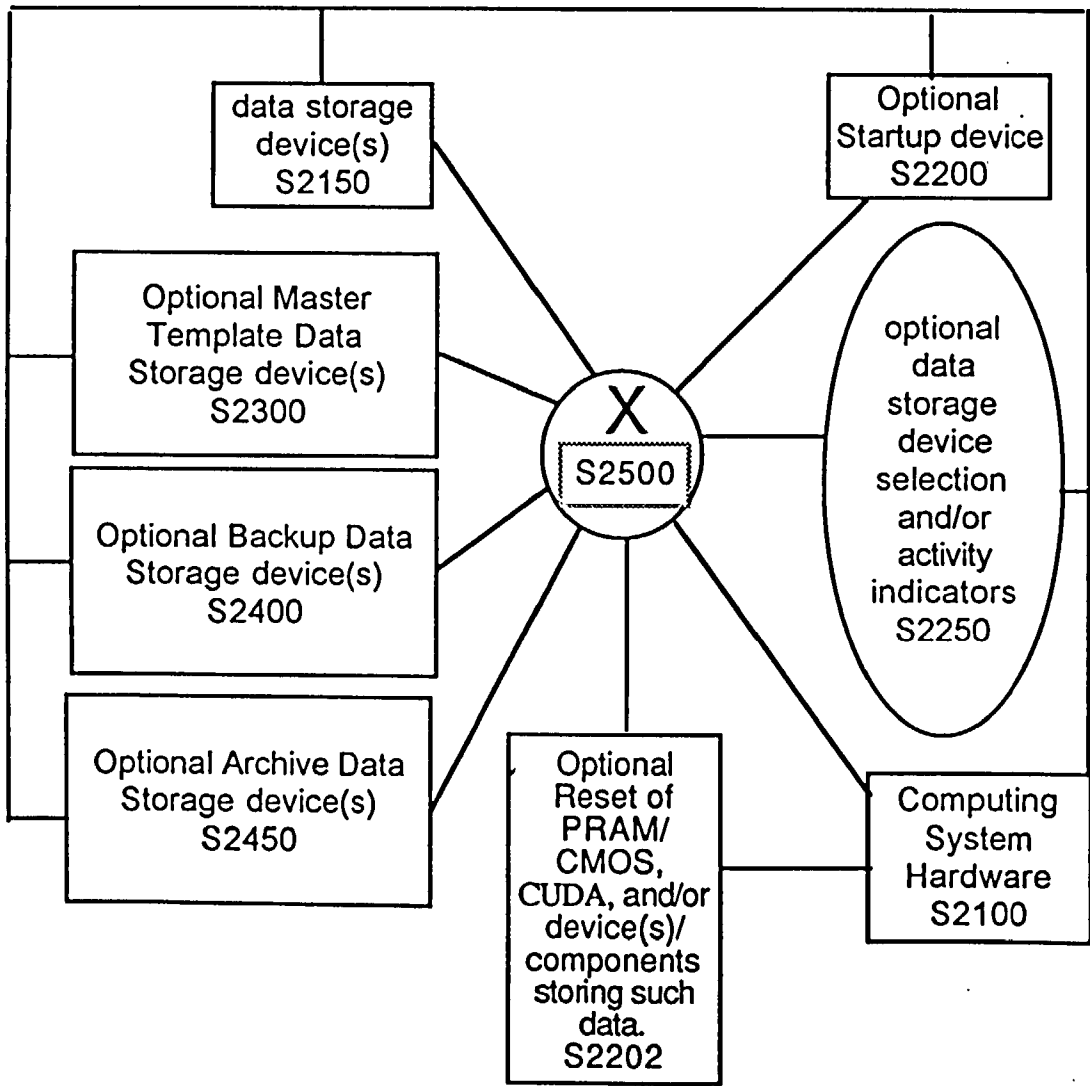 data storage
device(s)
S2150
Optional
Startup device
S2200
Optional Master
Template Data
Storage device(s)
S2300
X
S2500
optional
data
storage
device
selection
and/or
activity
indicators
S2250
Optional Backup Data
Storage device(s)
S2400
Optional Archive Data
Storage device(s)
S2450
Optional
Reset of
PRAM/
CMOS,
CUDA, and/or
device(s)/
components
storing such
data.
S2202
Computing
System
Hardware
S2100